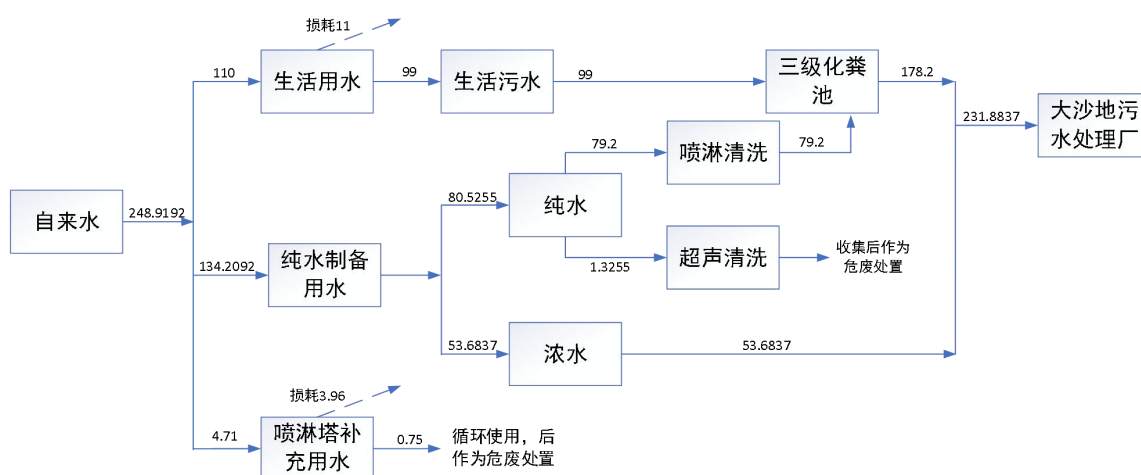 损耗11
110
生活用水
99
生活污水
99
三级化粪
池
178.2
231.8837
大沙地污
水处理厂
79.2
喷淋清洗
79.2
自来水
248.9192
80.5255
纯水
134.2092
纯水制备
用水
1.3255
超声清洗
收集后作为
危废处置
53.6837
浓水
53.6837
损耗3.96
4.71
喷淋塔补
充用水
0.75
循环使用，后
作为危废处置